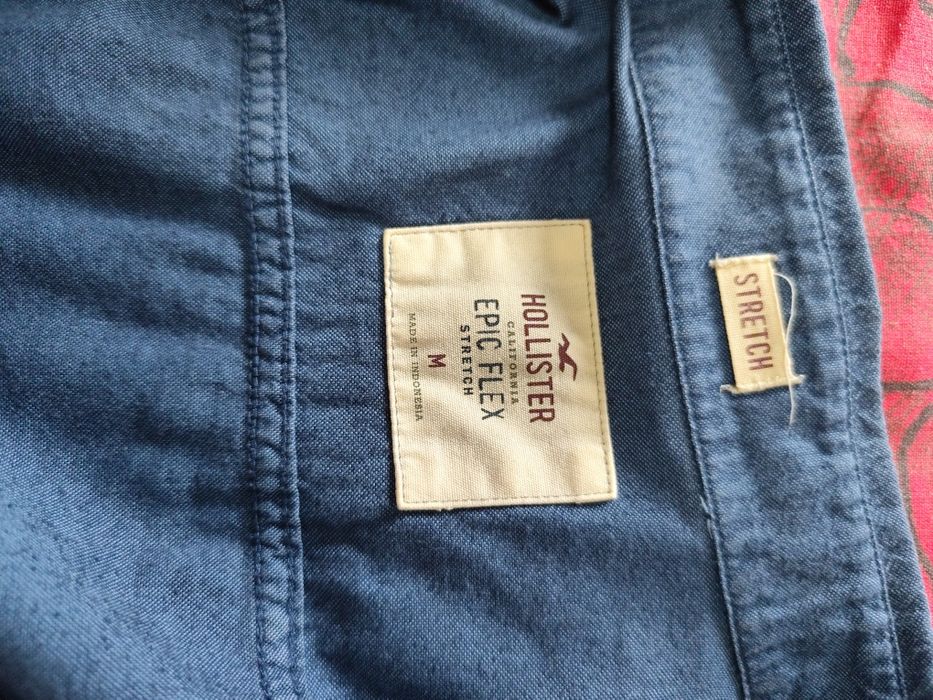 STRETCH
HOLLISTER
CALIFORNIA
EPIC FLEX
STRETCH
M
MADE IN INDONESIA